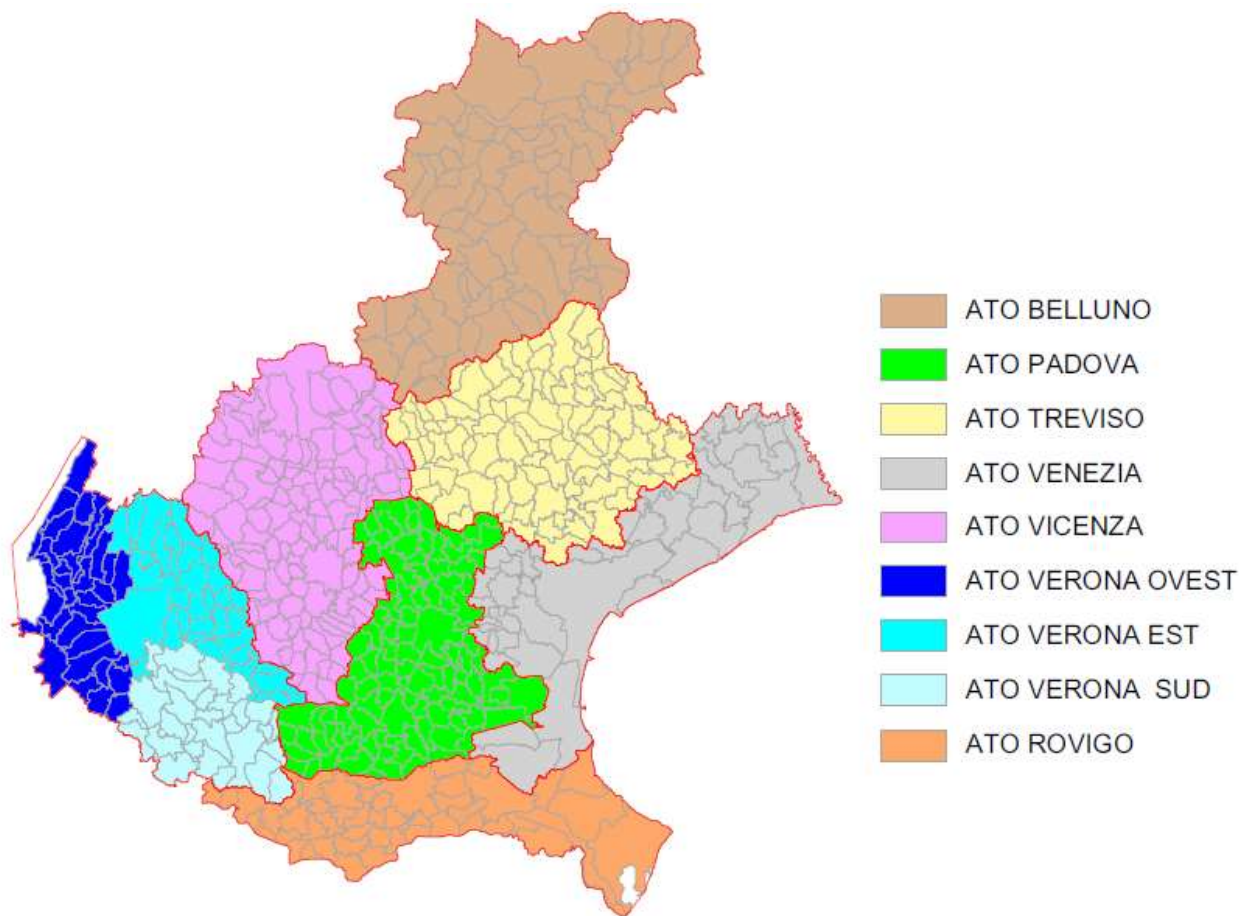 ATO BELLUNO
ATO PADOVA
ATO TREVISO
ATO VENEZIA
ATO VICENZA
ATO VERONA OVEST
ATO VERONA EST
ATO VERONA  SUD
ATO ROVIGO